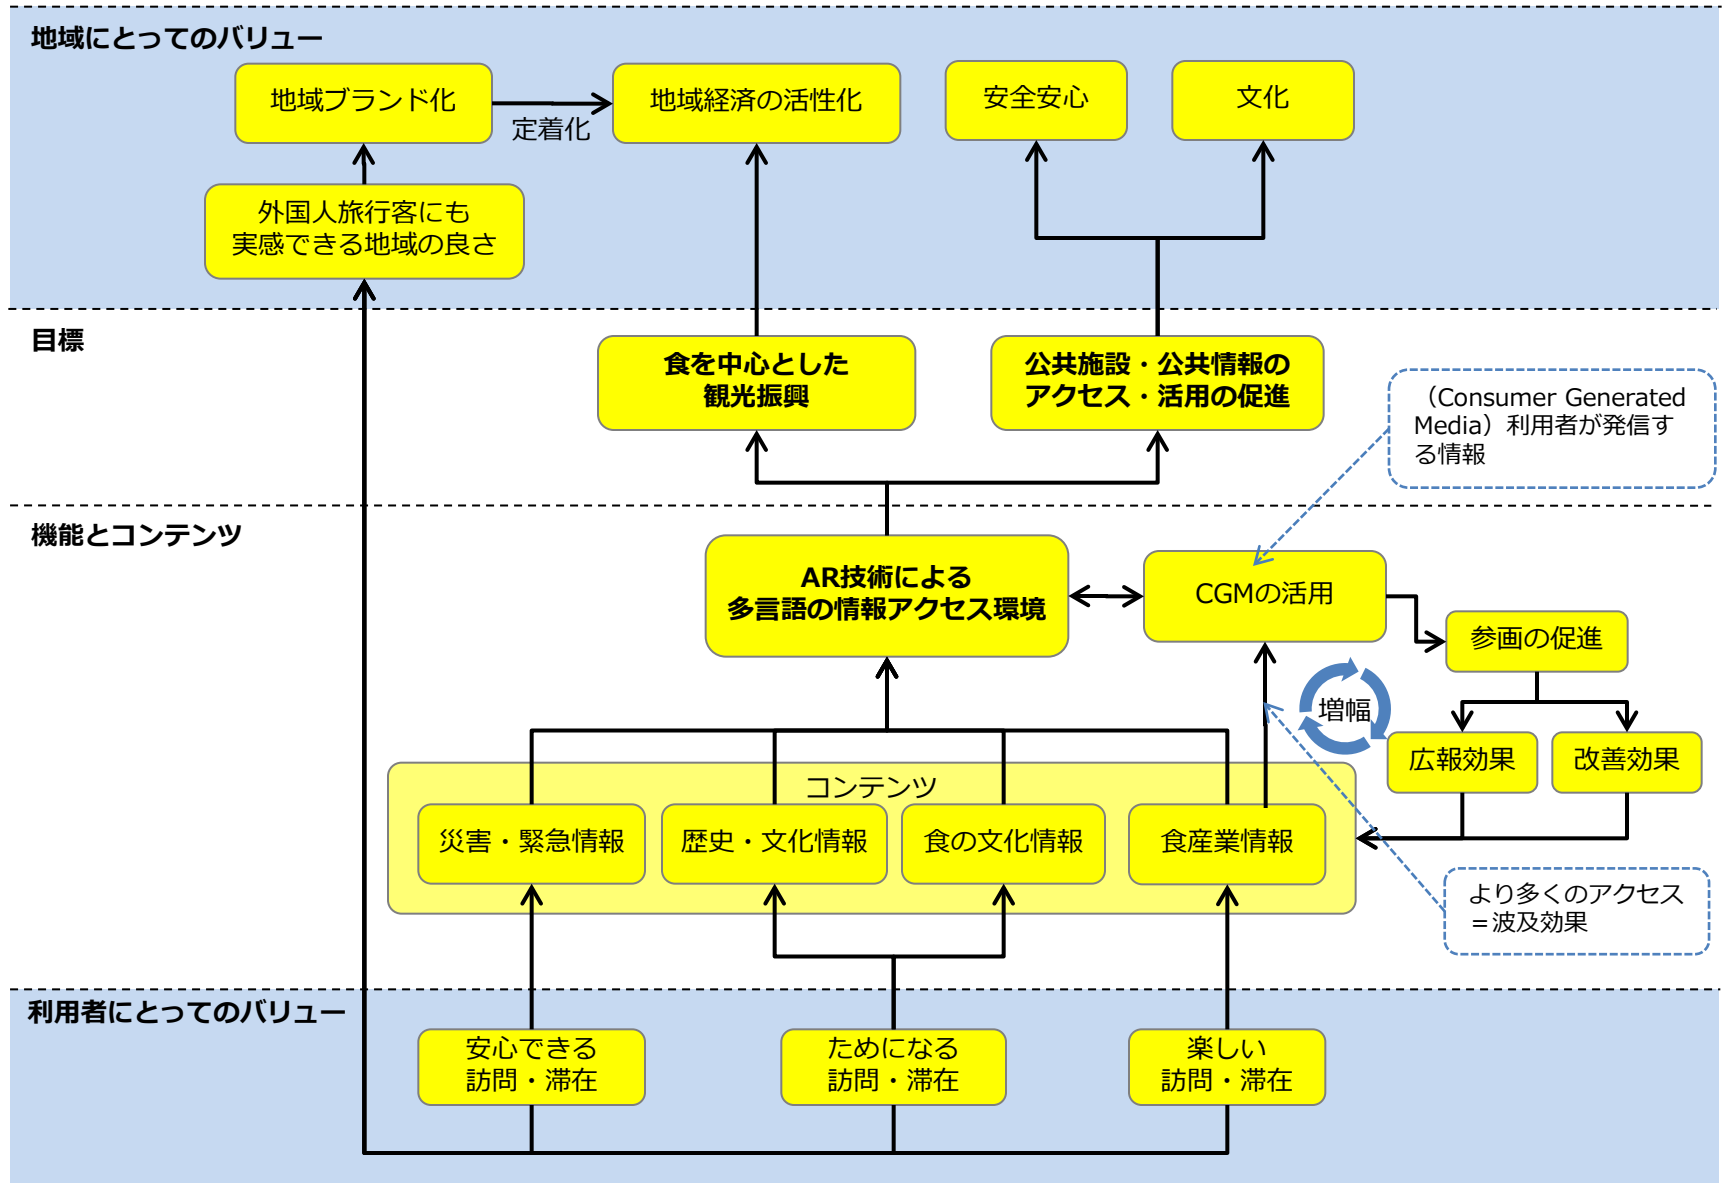 地域にとってのバリュー
地域ブランド化
定着化
地域経済の活性化
安全安心
文化
外国人旅行客にも
実感できる地域の良さ
目標
食を中心とした
観光振興
公共施設・公共情報の
アクセス・活用の促進
（Consumer Generated
Media）利用者が発信す
る情報
機能とコンテンツ
AR技術による
多言語の情報アクセス環境
CGMの活用
参画の促進
増幅
広報効果
改善効果
コンテンツ
災害・緊急情報
歴史・文化情報
食の文化情報
食産業情報
より多くのアクセス
＝波及効果
利用者にとってのバリュー
安心できる
訪問・滞在
ためになる
訪問・滞在
楽しい
訪問・滞在